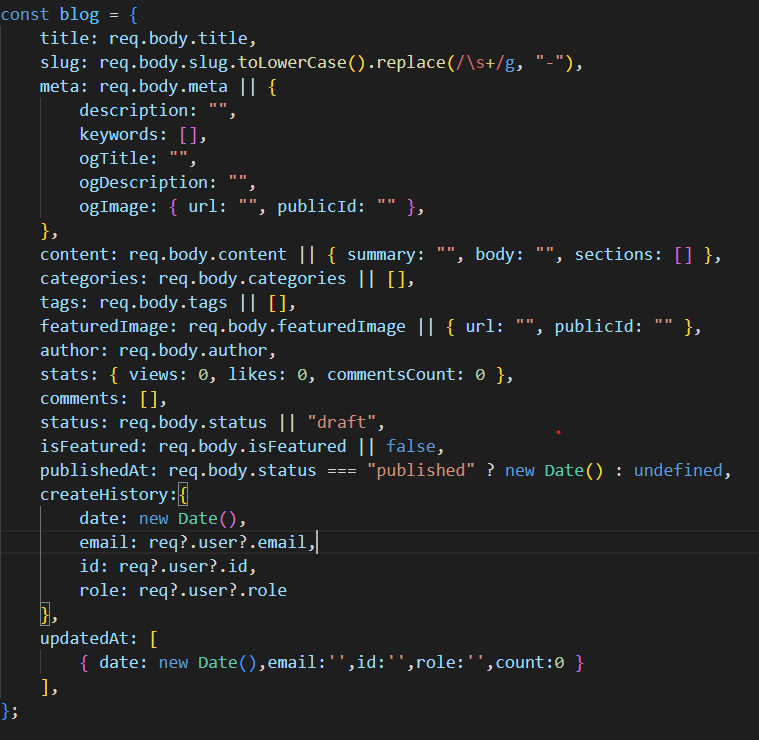 const blog = {
    title: req.body.title,
    slug: req.body.slug.toLowerCase().replace(/\s+/g, "-"),
    meta: req.body.meta || {
        description: "",
        keywords: [],
        ogTitle: "",
        ogDescription: "",
        ogImage: { url: "", publicId: "" },
    },
    content: req.body.content || { summary: "", body: "", sections: [] },
    categories: req.body.categories || [],
    tags: req.body.tags || [],
    featuredImage: req.body.featuredImage || { url: "", publicId: "" },
    author: req.body.author,
    stats: { views: 0, likes: 0, commentsCount: 0 },
    comments: [],
    status: req.body.status || "draft",
    isFeatured: req.body.isFeatured || false,
    publishedAt: req.body.status === "published" ? new Date() : undefined,
    createHistory:{
        date: new Date(),
        email: req?.user?.email,
        id: req?.user?.id,
        role: req?.user?.role
    },
    updatedAt: [
        { date: new Date(),email:'',id:'',role:'',count:0 }
    ],
};